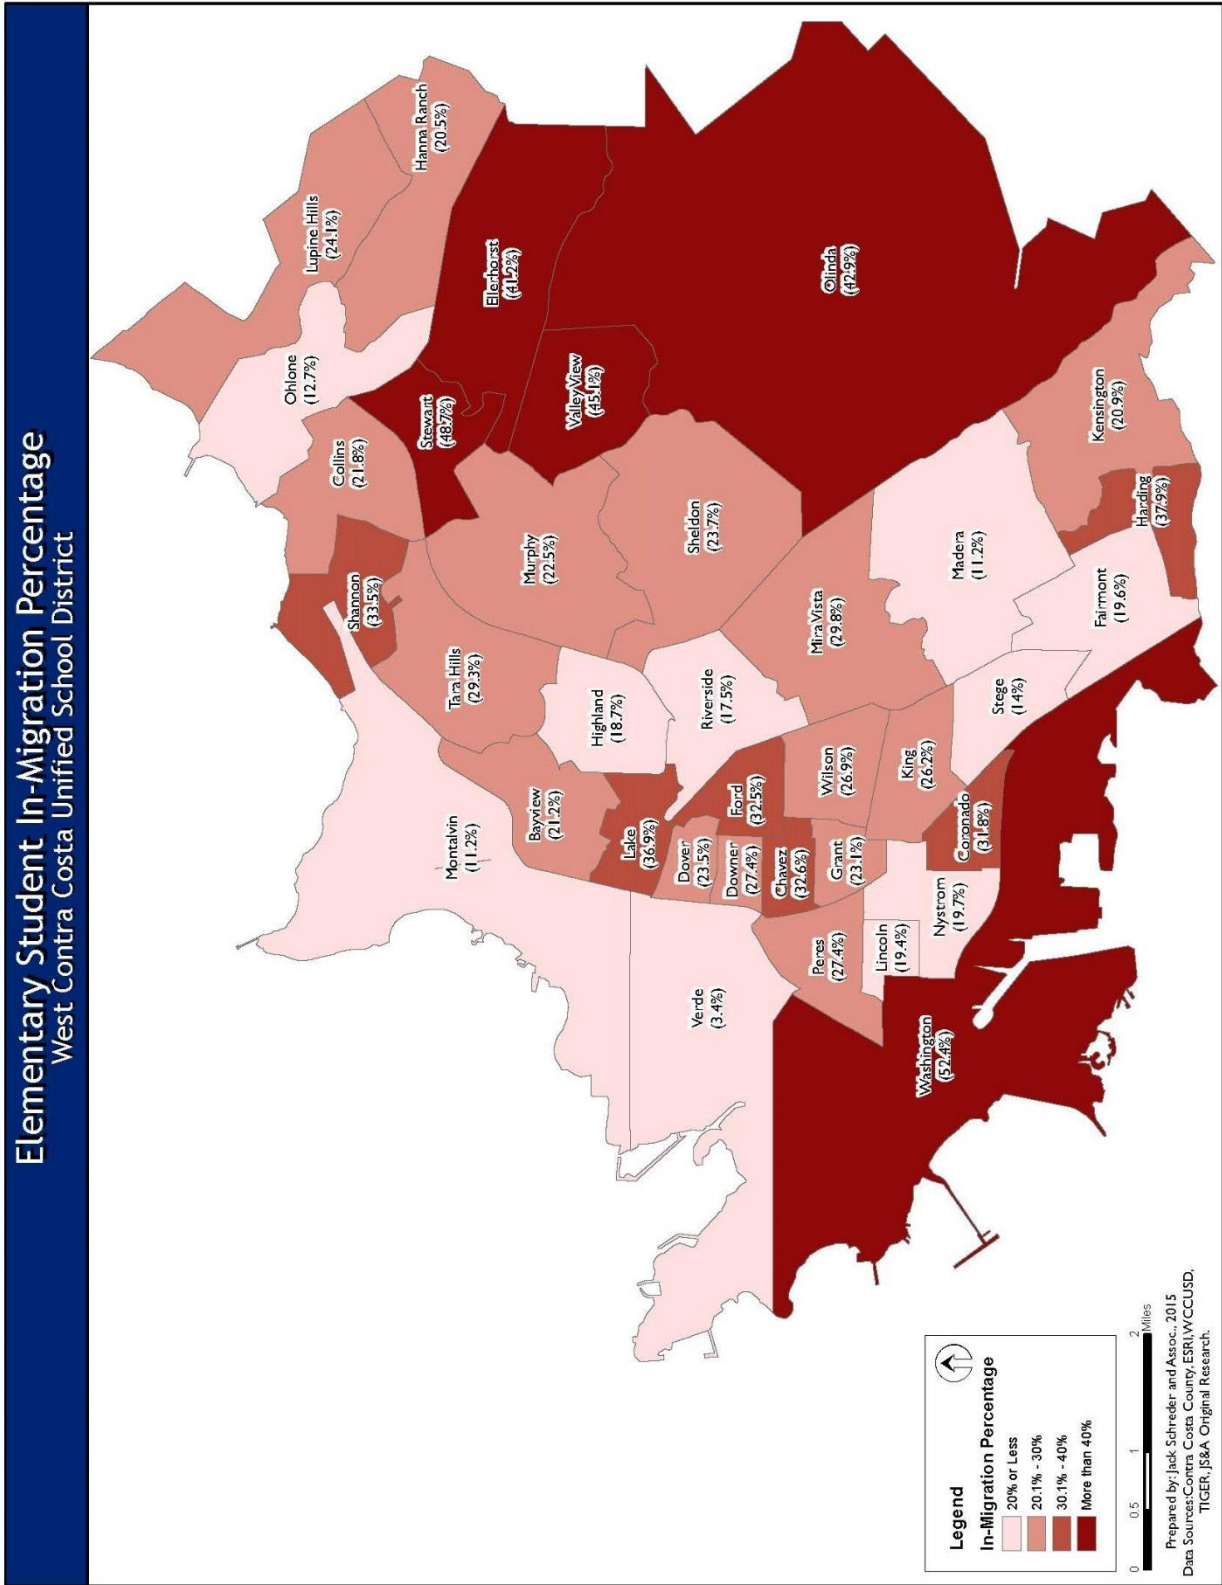 Elementary Student In-Migration Percentage
West Contra Costa Unified School District
Lupine Hills
(24.1%)
Hanna Ranch
(20.5%)
Ohlone
(12.7%)
Collins
(21.8%)
Shannon
(33.5%)
Stewart
(48.7%)
Ellerhorst
(41.2%)
Valley View
(45.1%)
Olinda
(42.9%)
Tara Hills
(29.3%)
Murphy
(22.5%)
Sheldon
(23.7%)
Montalvin
(11.2%)
Bayview
(21.2%)
Highland
(18.7%)
Riverside
(17.5%)
Mira Vista
(29.8%)
Madera
(11.2%)
Kensington
(20.9%)
Harding
(37.9%)
Fairmont
(19.6%)
Stege
(14%)
Lake
(36.9%)
Dover
(23.5%)
Downer
(27.4%)
Ford
(32.5%)
Chavez
(32.6%)
Wilson
(26.9%)
Grant
(23.1%)
King
(26.2%)
Coronado
(31.8%)
Nystrom
(19.7%)
Lincoln
(19.4%)
Peres
(27.4%)
Verde
(3.4%)
Washington
(52.4%)
Legend
In-Migration Percentage
20% or Less
20.1% - 30%
30.1% - 40%
More than 40%
0 0.5 1 2
Miles
Prepared by: Jack Schreder and Assoc., 2015
Data Sources:Contra Costa County, ESRI, WCCUSD,
TIGER, JS&A Original Research.